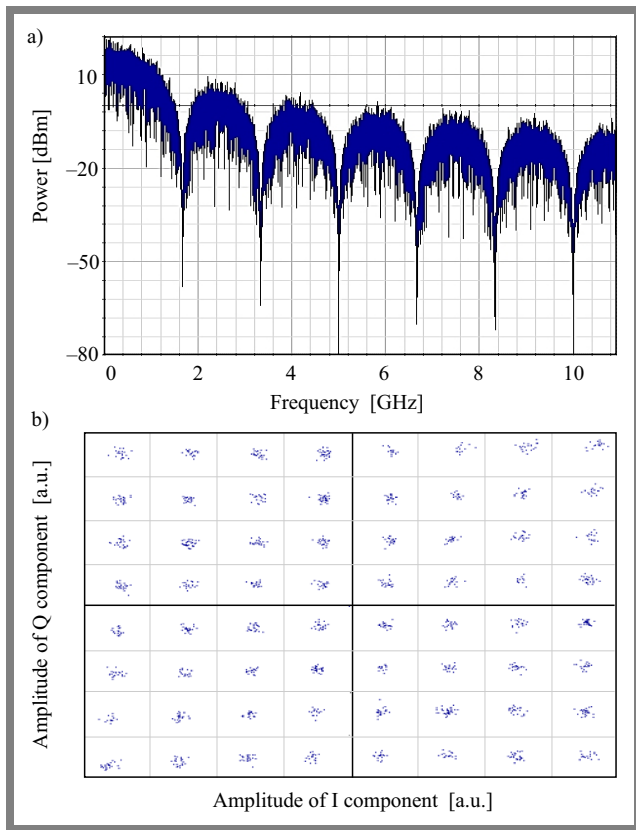 a)
Power [dBm]
10
–20
–50
–80
0 2 4 6 8 10
Frequency [GHz]
b)
Amplitude of Q component [a.u.]
Amplitude of I component [a.u.]